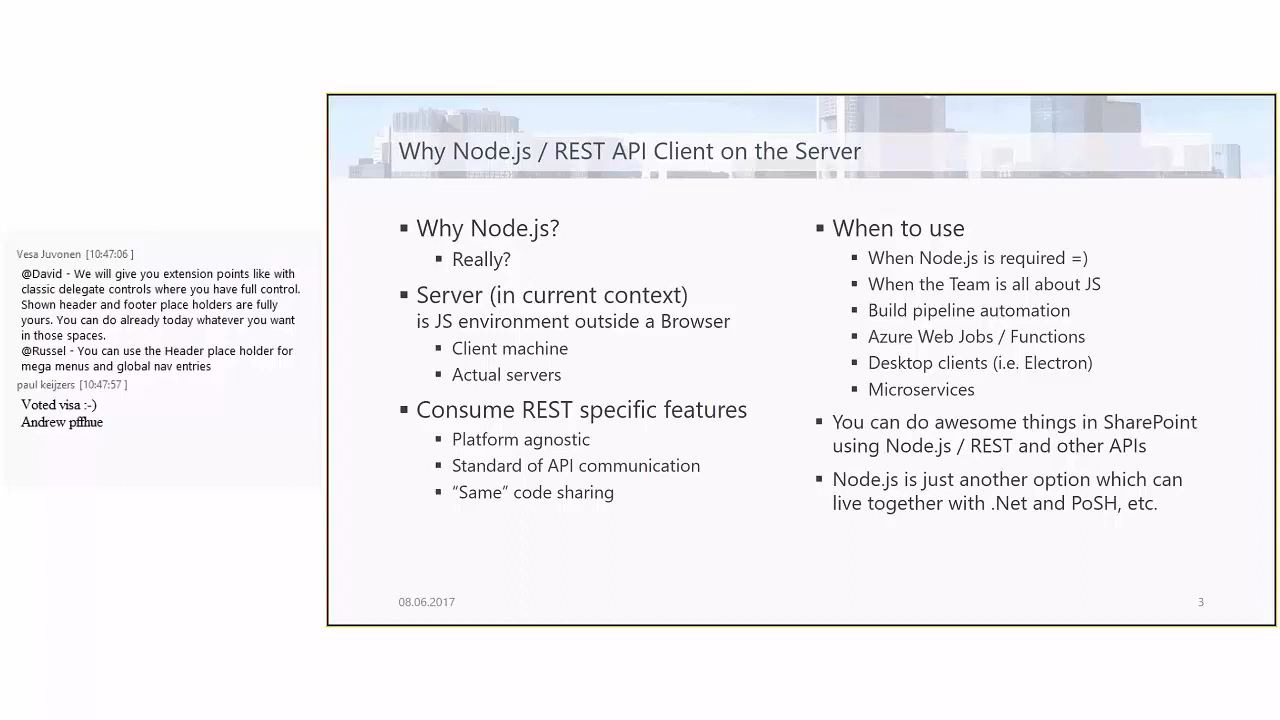 Vesa Juvonen [10:47:06 ]
@David - We will give you extension points like with
classic delegate controls where you have full control.
Shown header and footer place holders are fully
yours. You can do already today whatever you want
in those spaces.
@Russel - You can use the Header place holder for
mega menus and global nav entries
paul keijzers [10:47:57 ]
Voted visa :-)
Andrew pffhue
Why Node.js / REST API Client on the Server
▪ Why Node.js?
▪ Really?
▪ Server (in current context)
is JS environment outside a Browser
▪ Client machine
▪ Actual servers
▪ Consume REST specific features
▪ Platform agnostic
▪ Standard of API communication
▪ “Same” code sharing
▪ When to use
▪ When Node.js is required =)
▪ When the Team is all about JS
▪ Build pipeline automation
▪ Azure Web Jobs / Functions
▪ Desktop clients (i.e. Electron)
▪ Microservices
▪ You can do awesome things in SharePoint
using Node.js / REST and other APIs
▪ Node.js is just another option which can
live together with .Net and PoSH, etc.
08.06.2017
3